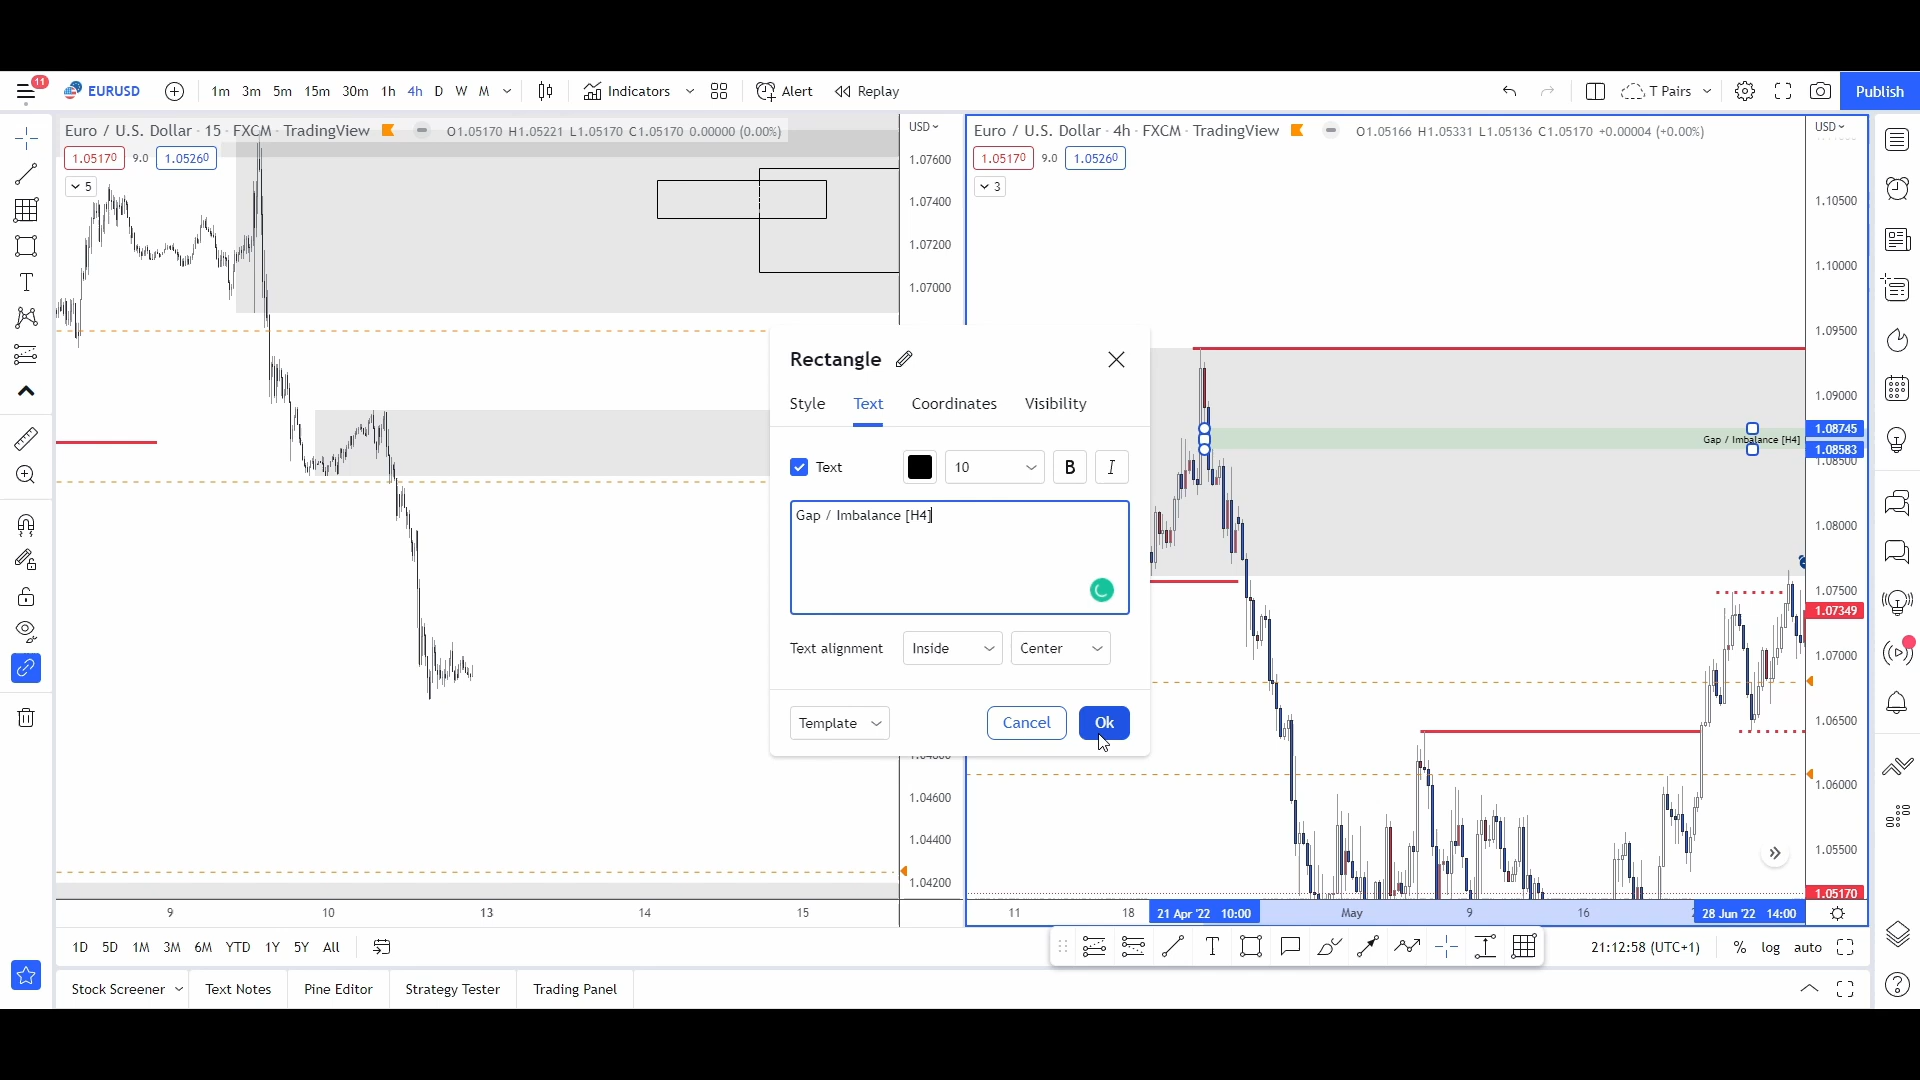 11
EURUSD
1m 3m 5m 15m 30m 1h 4h D W M
Indicators
Alert
Replay
T Pairs
Publish
Euro / U.S. Dollar · 15 · FXCM · TradingView
O1.05170 H1.05221 L1.05170 C1.05170 0.00000 (0.00%)
1.05170 9.0 1.05260
5
USD
1.07600
1.07400
1.07200
1.07000
1.04600
1.04400
1.04200
9 10 13 14 15
Euro / U.S. Dollar · 4h · FXCM · TradingView
O1.05166 H1.05331 L1.05136 C1.05170 +0.00004 (+0.00%)
1.05170 9.0 1.05260
3
USD
1.10500
1.10000
1.09500
1.09000
1.08745
1.08583
1.08500
1.08000
1.07500
1.07349
1.07000
1.06500
1.06000
1.05500
1.05170
Gap / Imbalance [H4]
11 18 21 Apr '22 10:00 May 9 16 28 Jun '22 14:00
Rectangle
Style Text Coordinates Visibility
Text 10 B I
Gap / Imbalance [H4]
Text alignment Inside Center
Template Cancel Ok
1D 5D 1M 3M 6M YTD 1Y 5Y All
21:12:58 (UTC+1) % log auto
Stock Screener Text Notes Pine Editor Strategy Tester Trading Panel